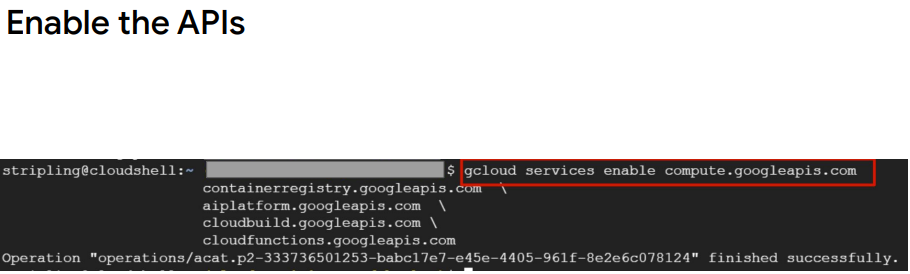 Enable the APIs
stripling@cloudshell:~ $ gcloud services enable compute.googleapis.com
containerregistry.googleapis.com \
aiplatform.googleapis.com \
cloudbuild.googleapis.com \
cloudfunctions.googleapis.com
Operation "operations/acat.p2-333736501253-babc17e7-e45e-4405-961f-8e2e6c078124" finished successfully.